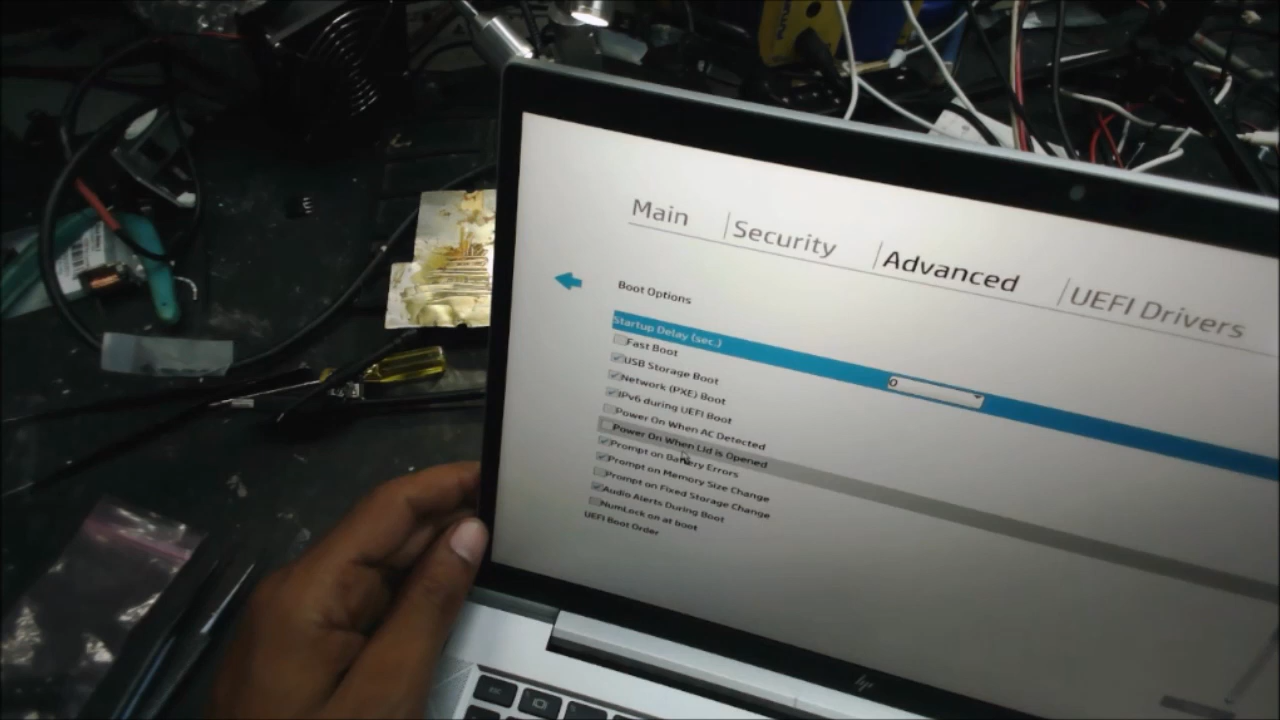 Main
Security
Advanced
UEFI Drivers
Boot Options
Startup Delay (sec.)
0
Fast Boot
USB Storage Boot
Network (PXE) Boot
IPv6 during UEFI Boot
Power On When AC Detected
Power On When Lid is Opened
Prompt on Battery Errors
Prompt on Memory Size Change
Prompt on Fixed Storage Change
Audio Alerts During Boot
NumLock on at boot
UEFI Boot Order
hp
esc